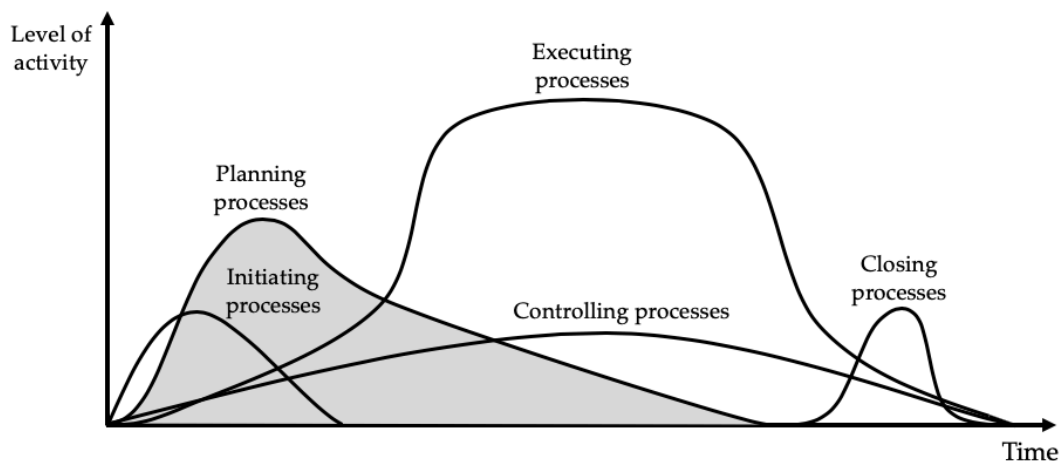 Level of
activity
Executing
processes
Planning
processes
Initiating
processes
Closing
processes
Controlling processes
Time